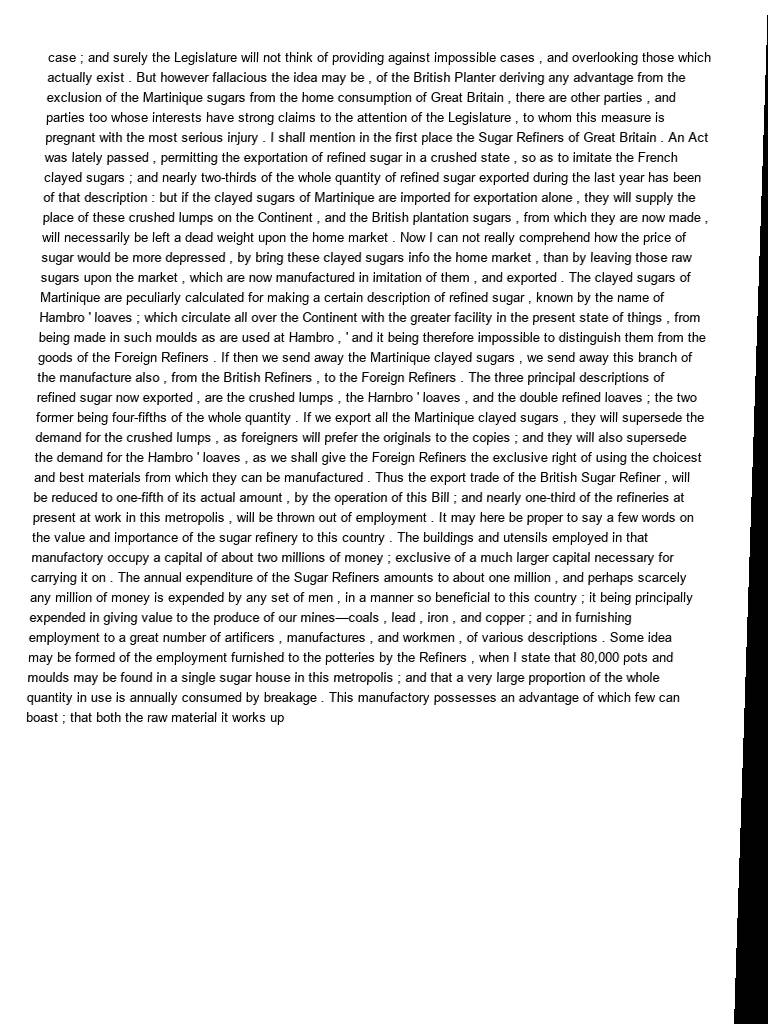 case ; and surely the Legislature will not think of providing against impossible cases , and overlooking those which
actually exist . But however fallacious the idea may be , of the British Planter deriving any advantage from the
exclusion of the Martinique sugars from the home consumption of Great Britain , there are other parties , and
parties too whose interests have strong claims to the attention of the Legislature , to whom this measure is
pregnant with the most serious injury . I shall mention in the first place the Sugar Refiners of Great Britain . An Act
was lately passed , permitting the exportation of refined sugar in a crushed state , so as to imitate the French
clayed sugars ; and nearly two-thirds of the whole quantity of refined sugar exported during the last year has been
of that description : but if the clayed sugars of Martinique are imported for exportation alone , they will supply the
place of these crushed lumps on the Continent , and the British plantation sugars , from which they are now made ,
will necessarily be left a dead weight upon the home market . Now I can not really comprehend how the price of
sugar would be more depressed , by bring these clayed sugars info the home market , than by leaving those raw
sugars upon the market , which are now manufactured in imitation of them , and exported . The clayed sugars of
Martinique are peculiarly calculated for making a certain description of refined sugar , known by the name of
Hambro ' loaves ; which circulate all over the Continent with the greater facility in the present state of things , from
being made in such moulds as are used at Hambro , ' and it being therefore impossible to distinguish them from the
goods of the Foreign Refiners . If then we send away the Martinique clayed sugars , we send away this branch of
the manufacture also , from the British Refiners , to the Foreign Refiners . The three principal descriptions of
refined sugar now exported , are the crushed lumps , the Harnbro ' loaves , and the double refined loaves ; the two
former being four-fifths of the whole quantity . If we export all the Martinique clayed sugars , they will supersede the
demand for the crushed lumps , as foreigners will prefer the originals to the copies ; and they will also supersede
the demand for the Hambro ' loaves , as we shall give the Foreign Refiners the exclusive right of using the choicest
and best materials from which they can be manufactured . Thus the export trade of the British Sugar Refiner , will
be reduced to one-fifth of its actual amount , by the operation of this Bill ; and nearly one-third of the refineries at
present at work in this metropolis , will be thrown out of employment . It may here be proper to say a few words on
the value and importance of the sugar refinery to this country . The buildings and utensils employed in that
manufactory occupy a capital of about two millions of money ; exclusive of a much larger capital necessary for
carrying it on . The annual expenditure of the Sugar Refiners amounts to about one million , and perhaps scarcely
any million of money is expended by any set of men , in a manner so beneficial to this country ; it being principally
expended in giving value to the produce of our mines—coals , lead , iron , and copper ; and in furnishing
employment to a great number of artificers , manufactures , and workmen , of various descriptions . Some idea
may be formed of the employment furnished to the potteries by the Refiners , when I state that 80,000 pots and
moulds may be found in a single sugar house in this metropolis ; and that a very large proportion of the whole
quantity in use is annually consumed by breakage . This manufactory possesses an advantage of which few can
boast ; that both the raw material it works up